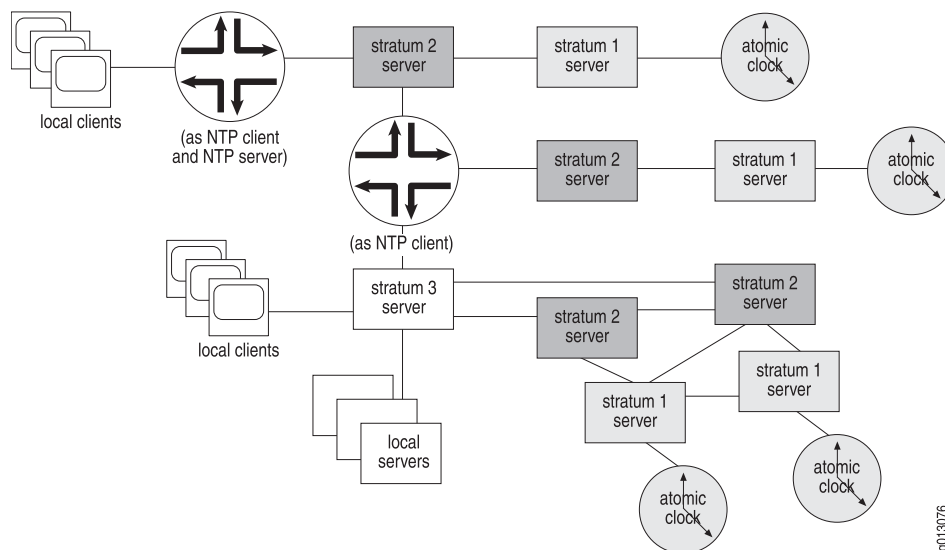 stratum 2
server
stratum 1
server
atomic
clock
local clients
(as NTP client
and NTP server)
stratum 2
server
stratum 1
server
atomic
clock
(as NTP client)
stratum 3
server
stratum 2
server
stratum 2
server
local clients
stratum 1
server
stratum 1
server
local
servers
atomic
clock
atomic
clock
g013076